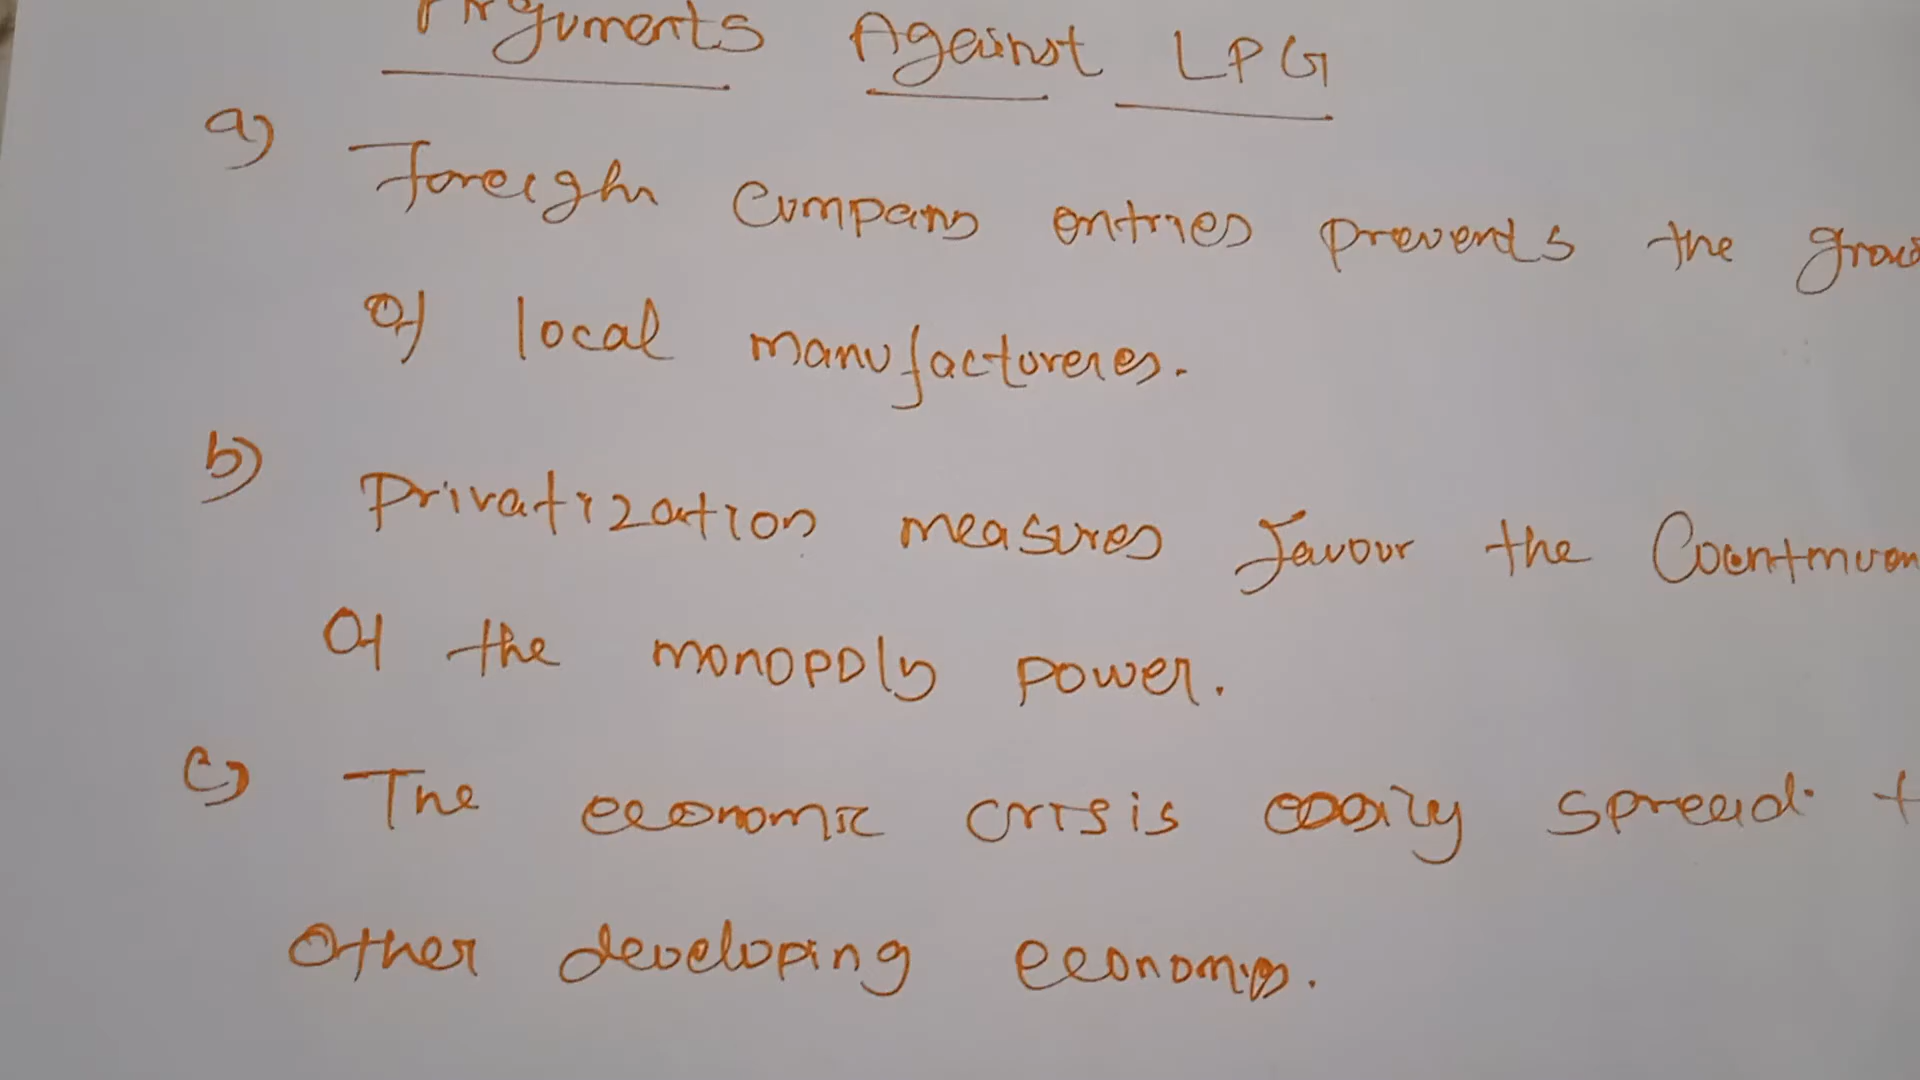 Arguments Against LPG
a) Foreign Company entries prevents the grow
of local manufactureres.
b) Privatization measures favour the
Of the monopoly power.
c) The economic crisis easily spread t
Other developing economies.